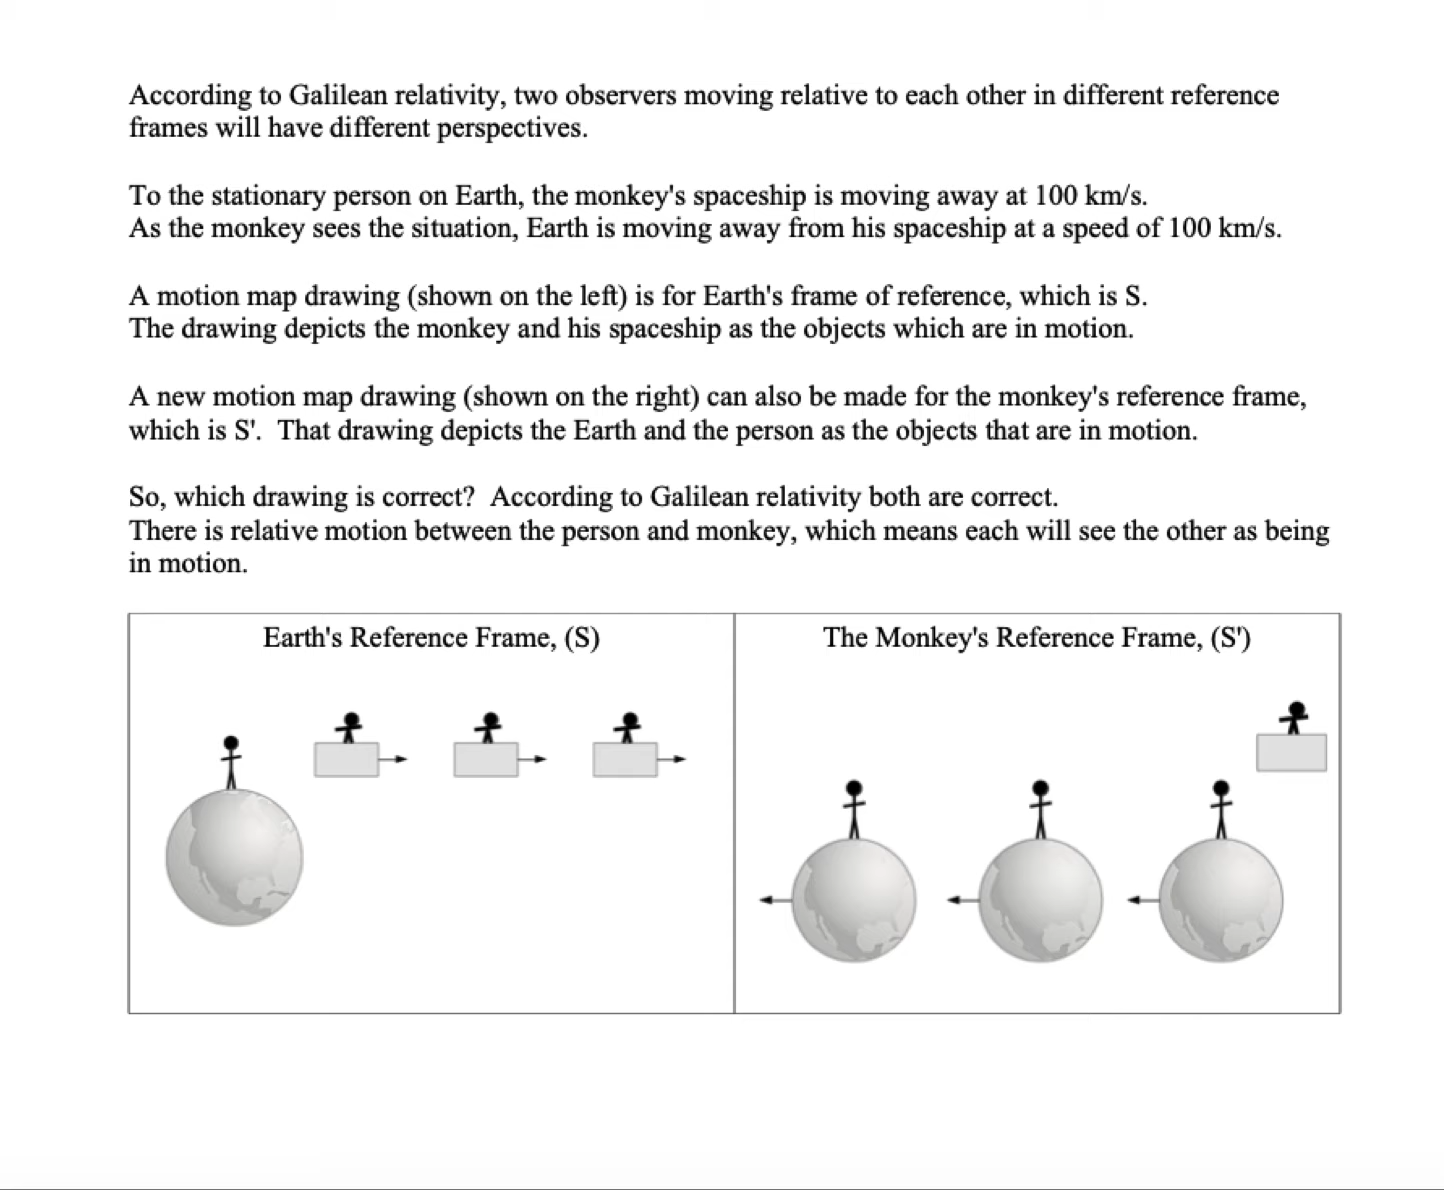 According to Galilean relativity, two observers moving relative to each other in different reference
frames will have different perspectives.
To the stationary person on Earth, the monkey's spaceship is moving away at 100 km/s.
As the monkey sees the situation, Earth is moving away from his spaceship at a speed of 100 km/s.
A motion map drawing (shown on the left) is for Earth's frame of reference, which is S.
The drawing depicts the monkey and his spaceship as the objects which are in motion.
A new motion map drawing (shown on the right) can also be made for the monkey's reference frame,
which is S'.  That drawing depicts the Earth and the person as the objects that are in motion.
So, which drawing is correct?  According to Galilean relativity both are correct.
There is relative motion between the person and monkey, which means each will see the other as being
in motion.
Earth's Reference Frame, (S)
The Monkey's Reference Frame, (S')